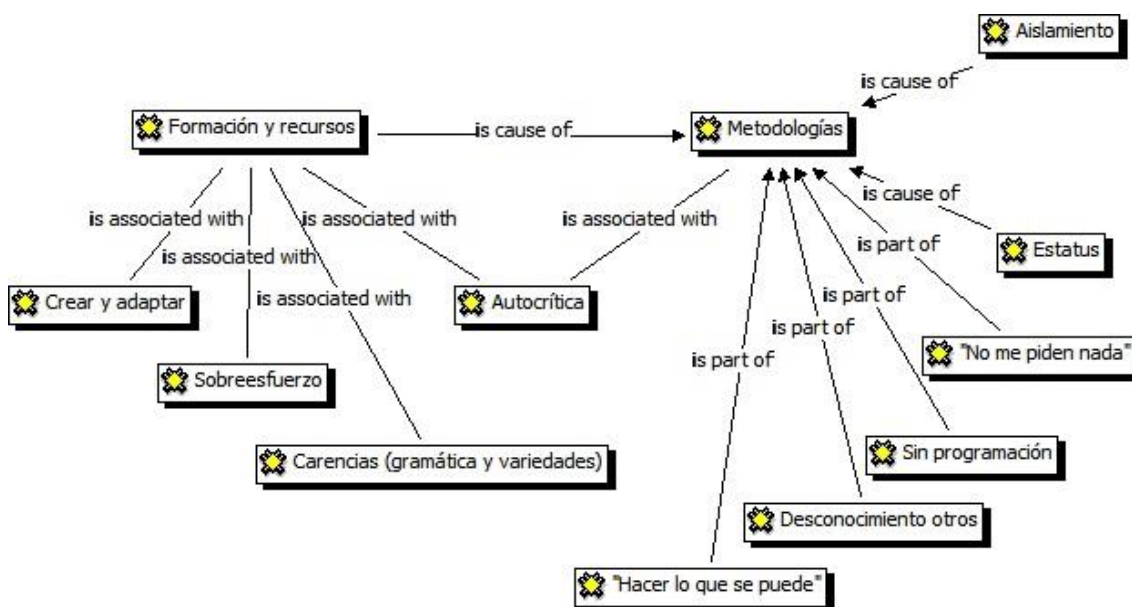 Aislamiento
is cause of
Formación y recursos
is cause of
Metodologías
is cause of
is associated with
is associated with
is associated with
is part of
Estatus
is associated with
Crear y adaptar
is associated with
Autocrítica
is part of
is part of
"No me piden nada"
is part of
Sobreesfuerzo
Sin programación
Carencias (gramática y variedades)
Desconocimiento otros
"Hacer lo que se puede"